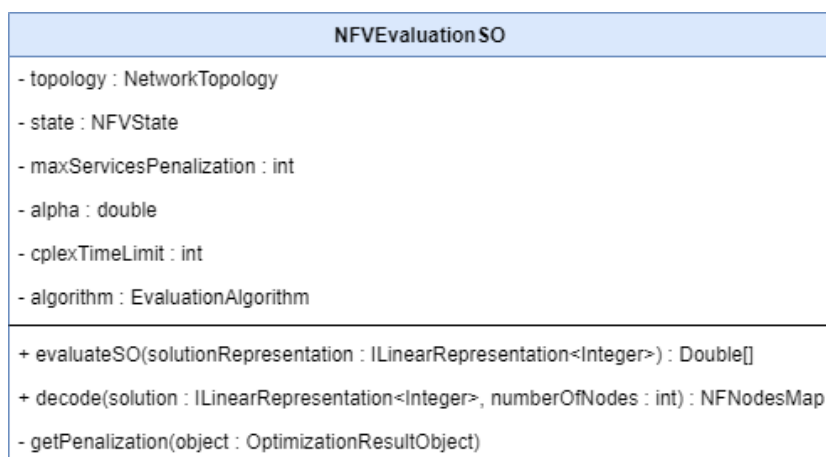 NFVEvaluationSO
- topology : NetworkTopology
- state : NFVState
- maxServicesPenalization : int
- alpha : double
- cplexTimeLimit : int
- algorithm : EvaluationAlgorithm
+ evaluateSO(solutionRepresentation : ILinearRepresentation<Integer>) : Double[]
+ decode(solution : ILinearRepresentation<Integer>, numberOfNodes : int) : NFNodesMap
- getPenalization(object : OptimizationResultObject)